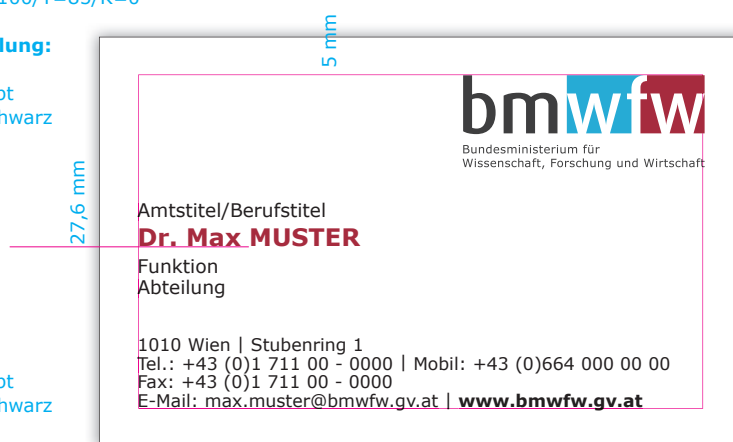 5 mm
27,6 mm
bmwfw
Bundesministerium für
Wissenschaft, Forschung und Wirtschaft
Amtstitel/Berufstitel
Dr. Max MUSTER
Funktion
Abteilung
1010 Wien | Stubenring 1
Tel.: +43 (0)1 711 00 - 0000 | Mobil: +43 (0)664 000 00 00
Fax: +43 (0)1 711 00 - 0000
E-Mail: max.muster@bmwfw.gv.at | www.bmwfw.gv.at